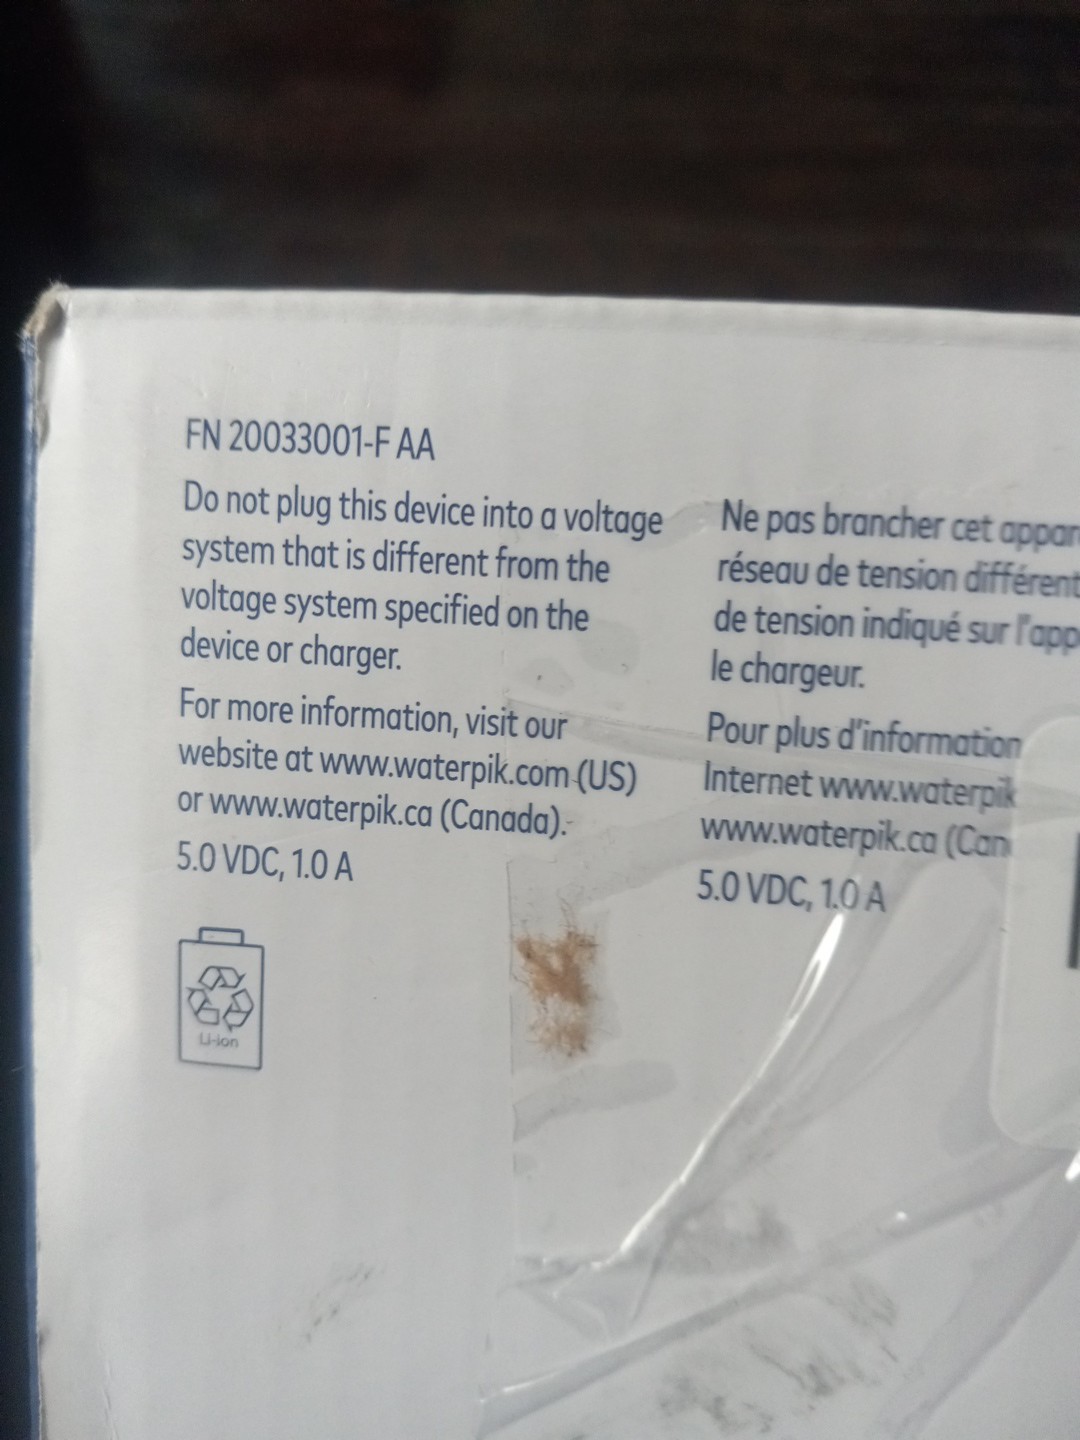 FN 20033001-F AA
Do not plug this device into a voltage
system that is different from the
voltage system specified on the
device or charger.
For more information, visit our
website at www.waterpik.com (US)
or www.waterpik.ca (Canada).
5.0 VDC, 1.0 A
Li-ion
Ne pas brancher cet
réseau de tension différent
de tension indiqué sur
le chargeur.
Pour plus d'information
Internet www.waterpik
www.waterpik.ca
5.0 VDC, 1.0 A